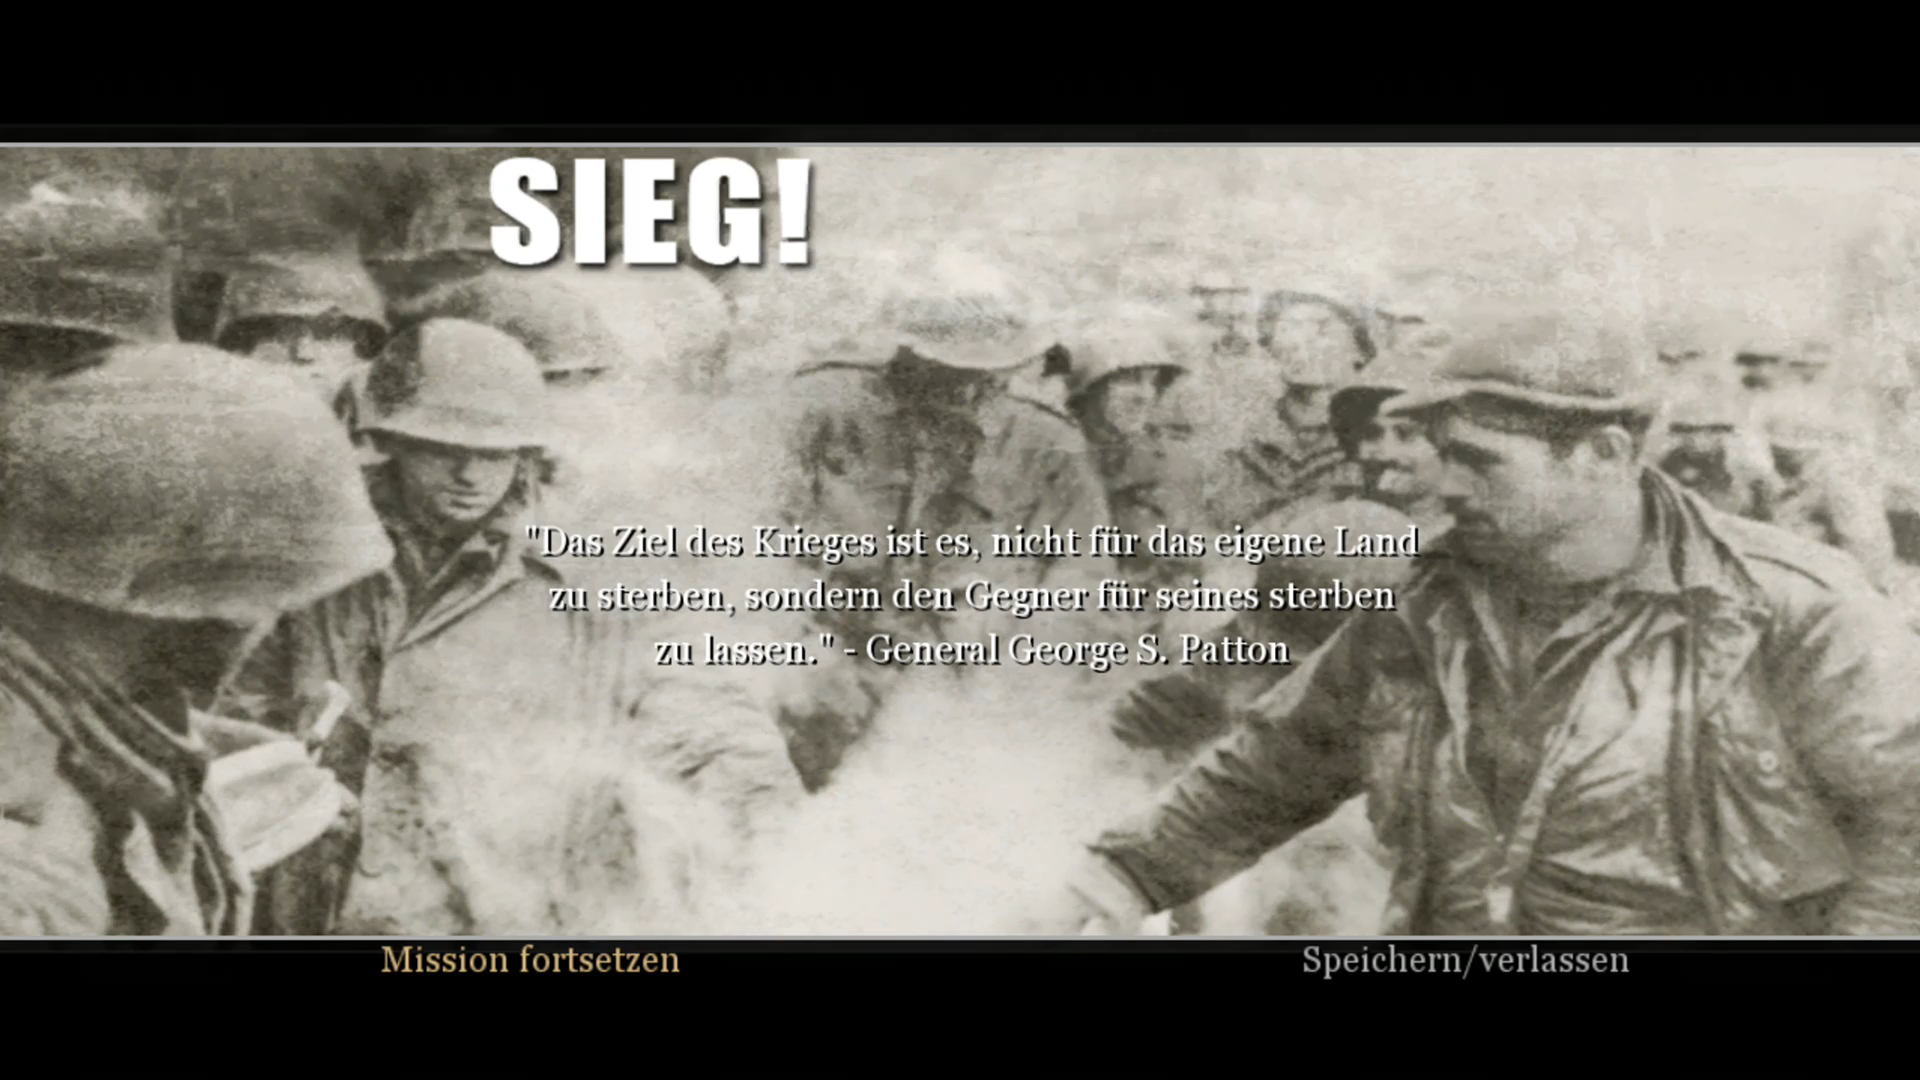 SIEG!
"Das Ziel des Krieges ist es, nicht für das eigene Land
zu sterben, sondern den Gegner für seines sterben
zu lassen." - General George S. Patton
Mission fortsetzen
Speichern/verlassen